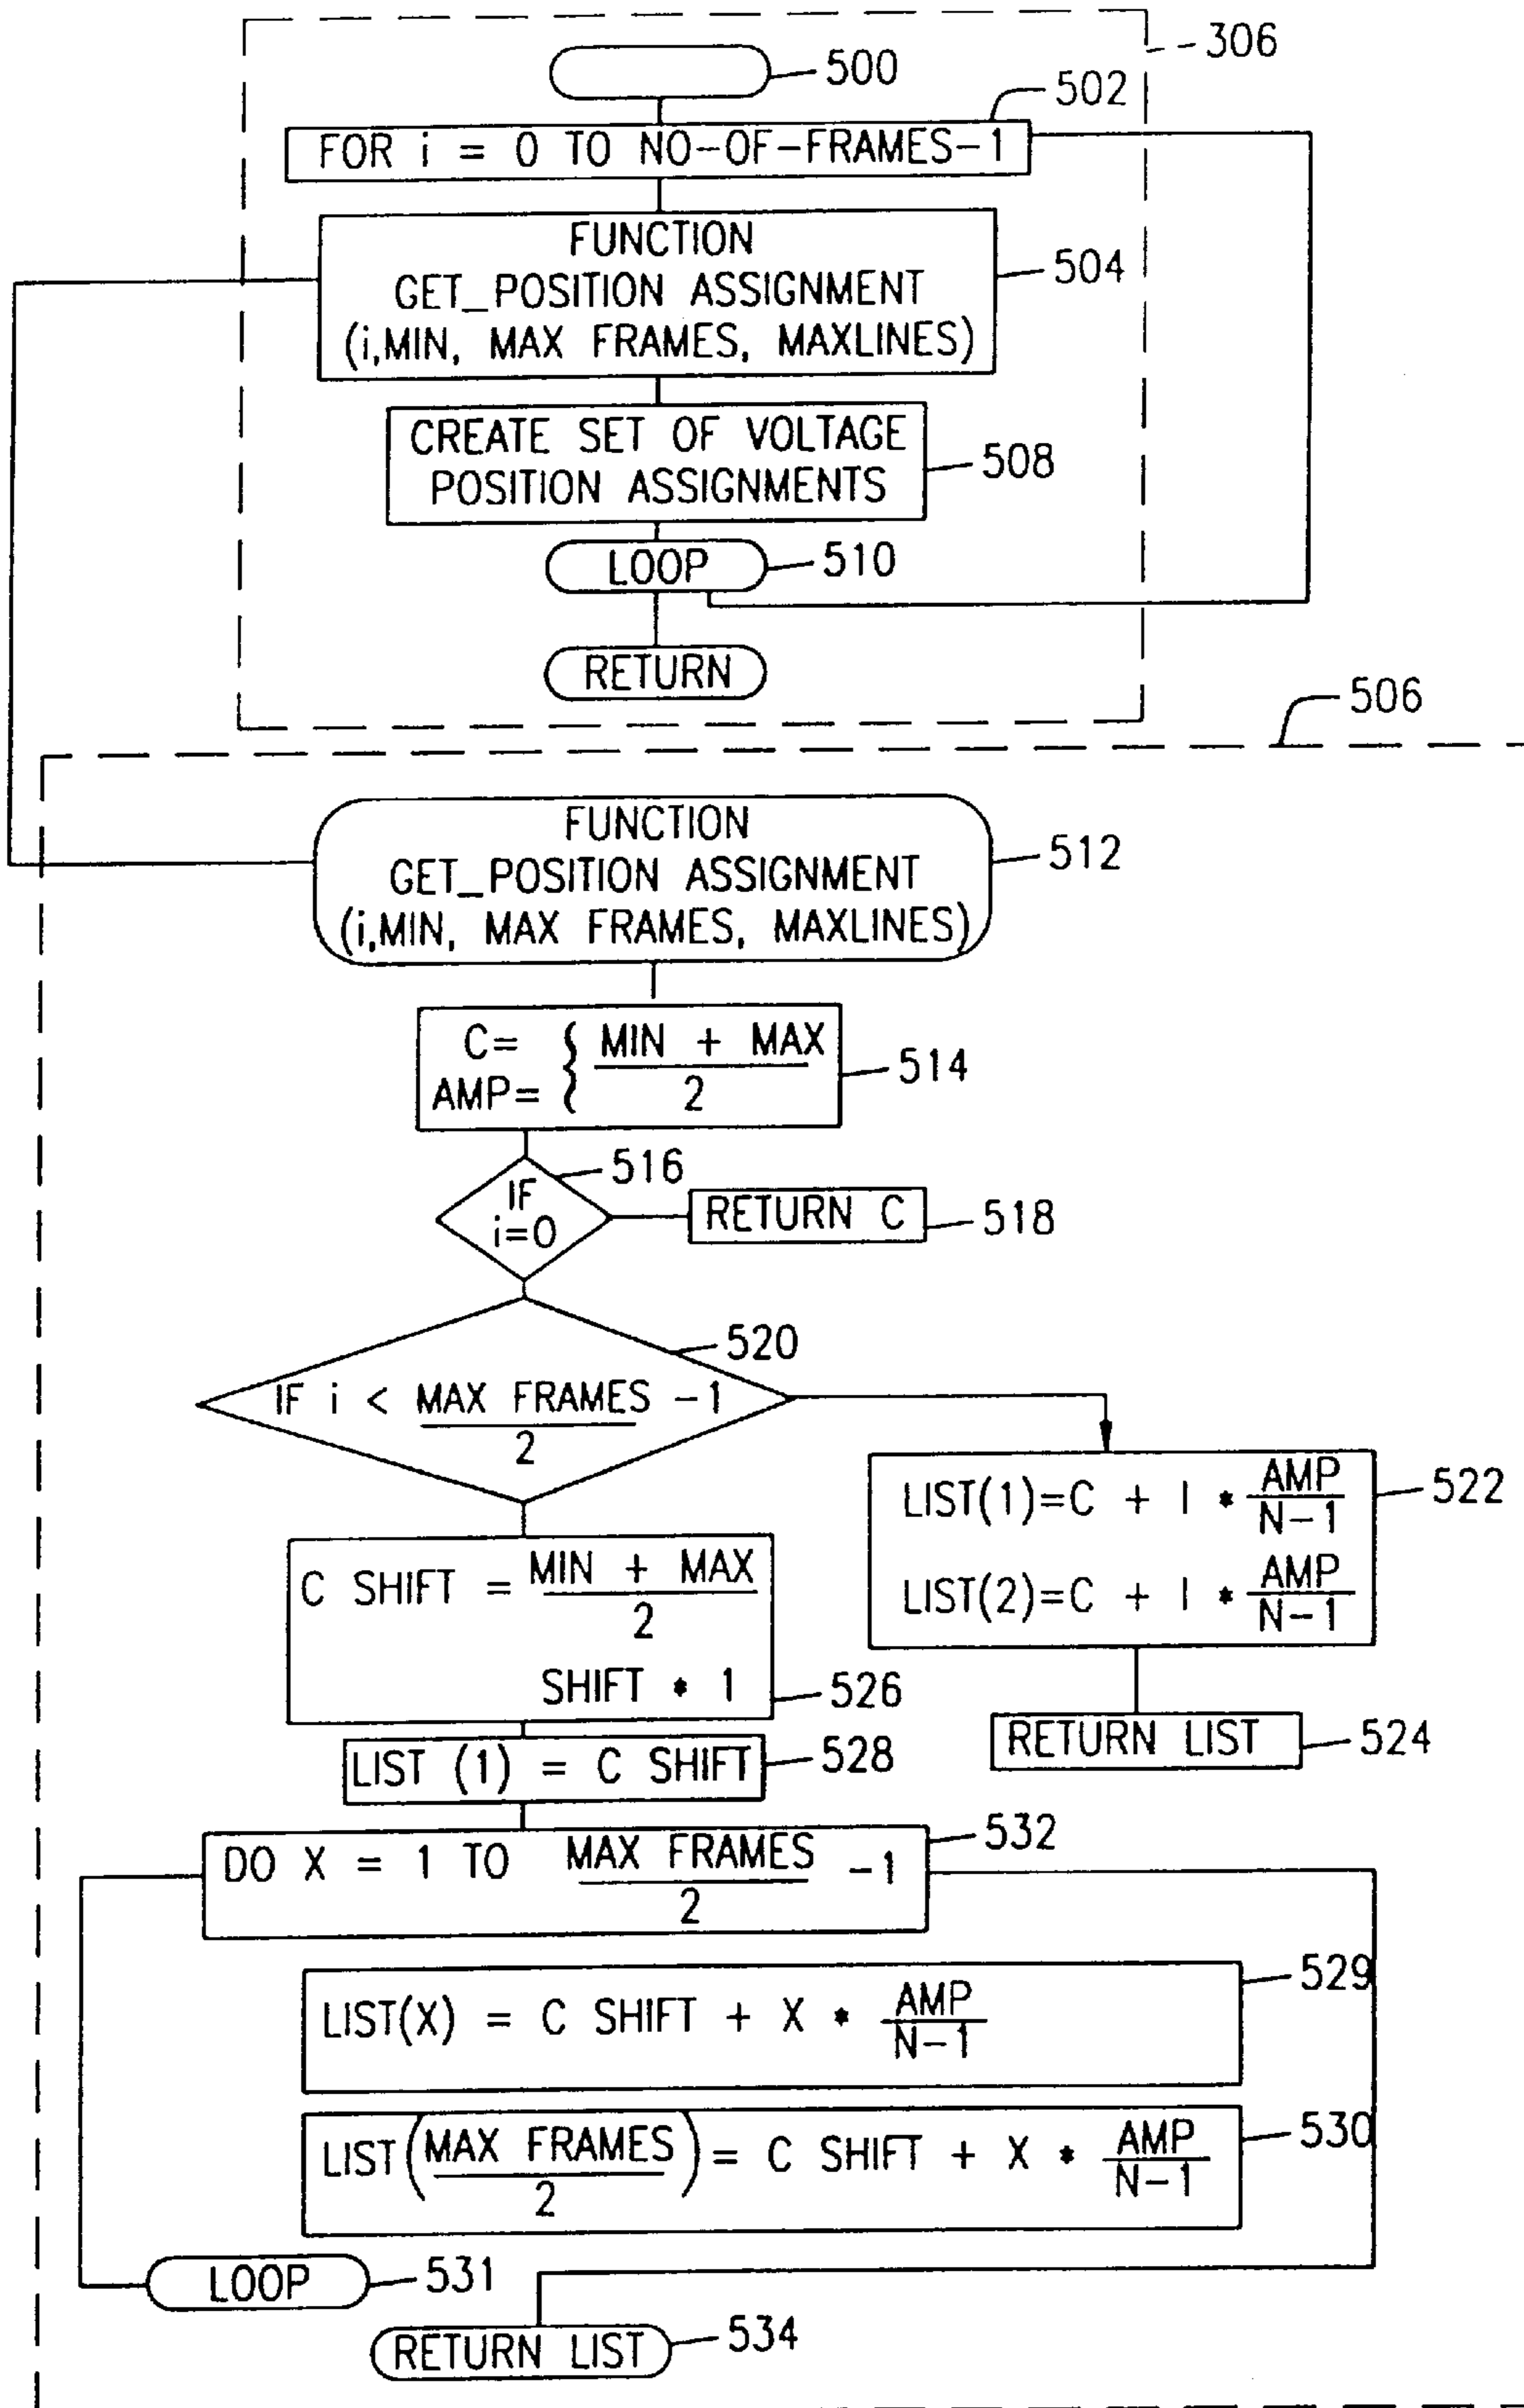 306
500
502
FOR i = 0 TO NO-OF-FRAMES-1
FUNCTION
GET_POSITION ASSIGNMENT
(i,MIN, MAX FRAMES, MAXLINES)
504
CREATE SET OF VOLTAGE
POSITION ASSIGNMENTS
508
LOOP
510
RETURN
506
FUNCTION
GET_POSITION ASSIGNMENT
(i,MIN, MAX FRAMES, MAXLINES)
512
C=
AMP=
{
MIN + MAX
2
514
516
IF
i=0
RETURN C
518
520
IF i < MAX FRAMES -1
2
LIST(1)=C + I * AMP
N-1
LIST(2)=C + I * AMP
N-1
522
RETURN LIST
524
C SHIFT = MIN + MAX
2
SHIFT * 1
526
LIST (1) = C SHIFT
528
DO X = 1 TO MAX FRAMES -1
2
532
LIST(X) = C SHIFT + X * AMP
N-1
529
LIST(MAX FRAMES) = C SHIFT + X * AMP
2 N-1
530
LOOP
531
RETURN LIST
534